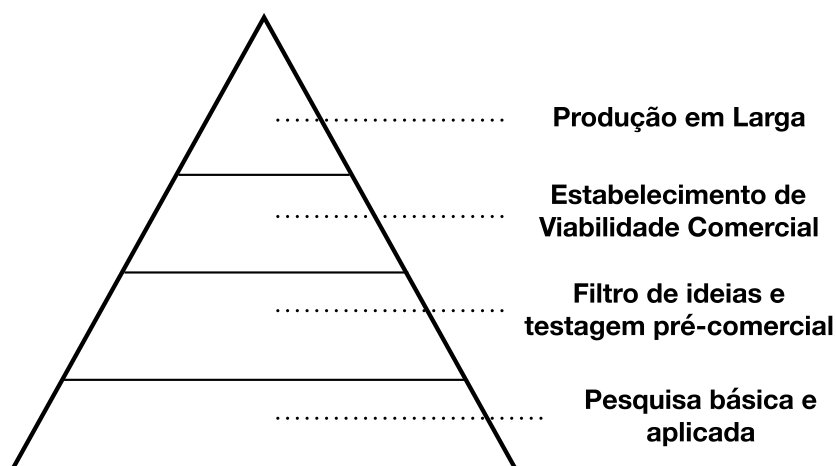 Produção em Larga
Estabelecimento de
Viabilidade Comercial
Filtro de ideias e
testagem pré-comercial
Pesquisa básica e
aplicada